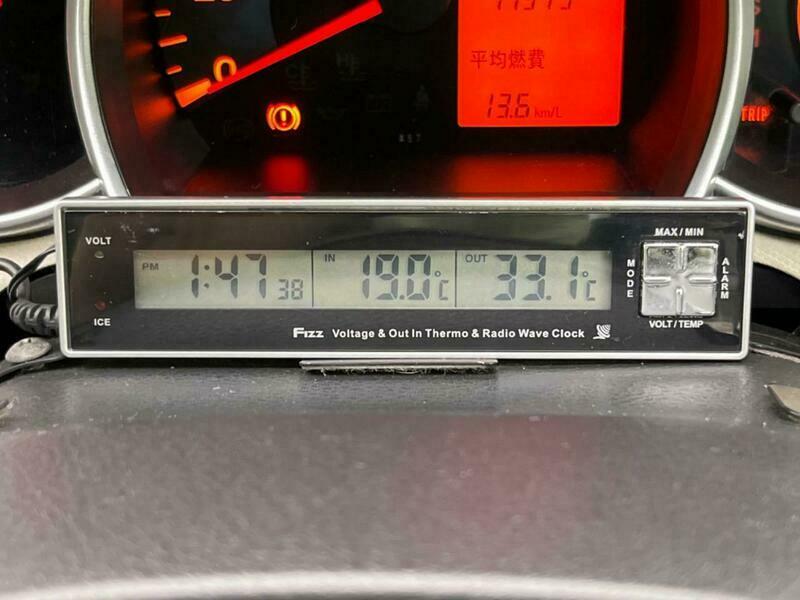 0
平均燃費
13.6 km/L
TRIP
VOLT
ICE
PM 1:47 38
IN 19.0℃
OUT 33.1℃
MAX / MIN
MODE
ALARM
VOLT / TEMP
FIZZ Voltage & Out In Thermo & Radio Wave Clock